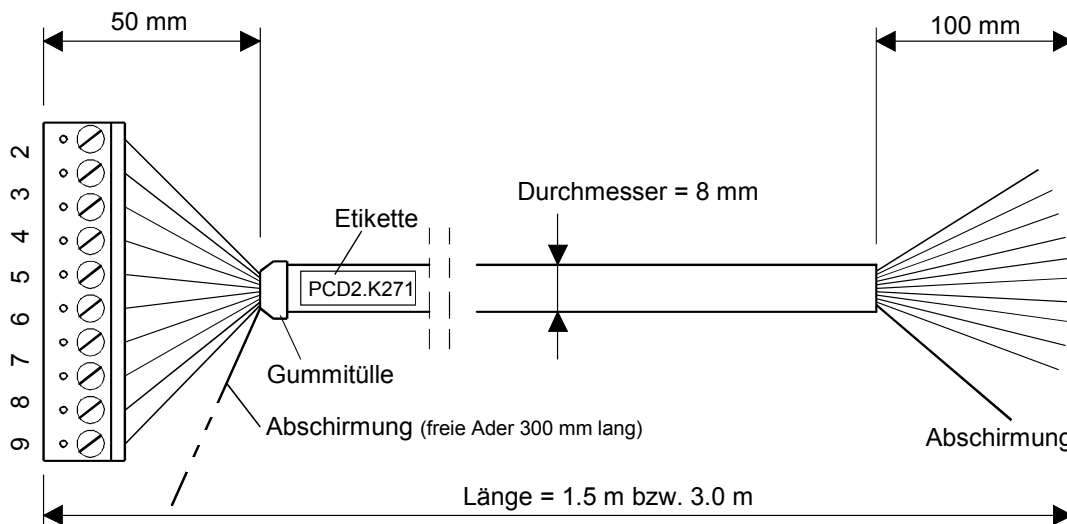 50 mm
100 mm
2
3
4
5
6
7
8
9
Durchmesser = 8 mm
Etikette
PCD2.K271
Gummitülle
Abschirmung (freie Ader 300 mm lang)
Abschirmung
Länge = 1.5 m bzw. 3.0 m